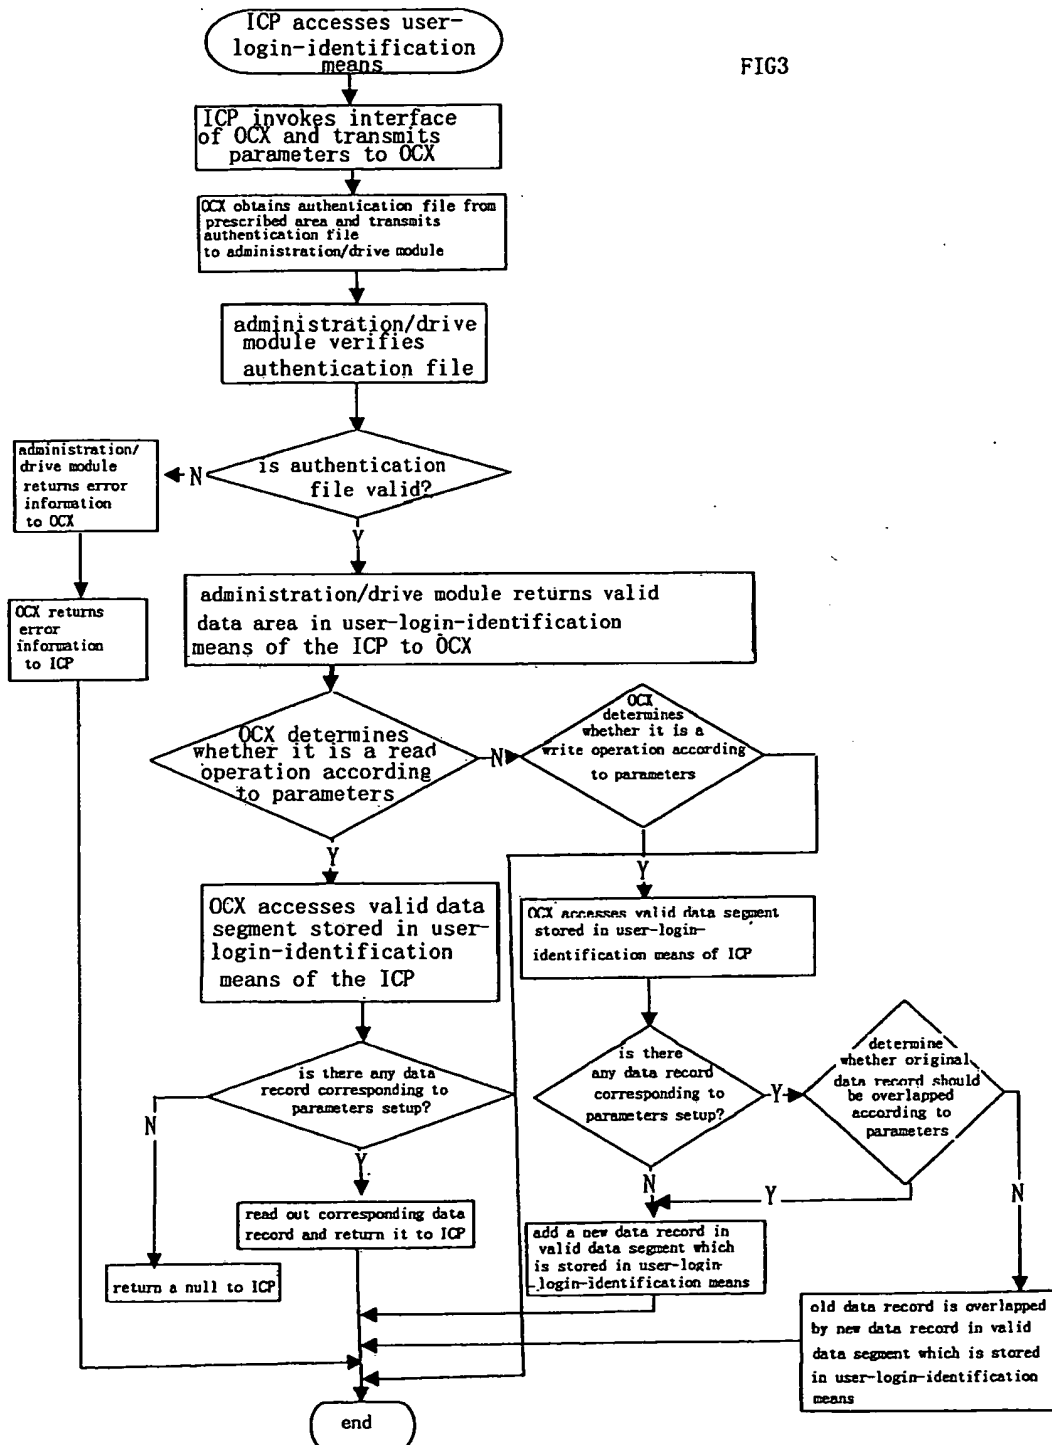 ICP accesses user-
login-identification
means
FIG3
ICP invokes interface
of OCX and transmits
parameters to OCX
OCX obtains authentication file from
prescribed area and transmits
authentication file
to administration/drive module
administration/drive
module verifies
authentication file
administration/
drive module
returns error
information
to OCX
N
is authentication
file valid?
Y
OCX returns
error
information
to ICP
administration/drive module returns valid
data area in user-login-identification
means of the ICP to OCX
OCX determines
whether it is a read
operation according
to parameters
N
OCX
determines
whether it is a
write operation according
to parameters
Y
Y
OCX accesses valid data
segment stored in user-
login-identification
means of the ICP
OCX accesses valid data segment
stored in user-login-
identification means of ICP
is there any data
record corresponding to
parameters setup?
is there
any data record
corresponding to
parameters setup?
Y
determine
whether original
data record should
be overlapped
according to
parameters
N
Y
N
Y
N
read out corresponding data
record and return it to ICP
add a new data record in
valid data segment which
is stored in user-login-
-login-identification means
return a null to ICP
old data record is overlapped
by new data record in valid
data segment which is stored
in user-login-identification
means
end